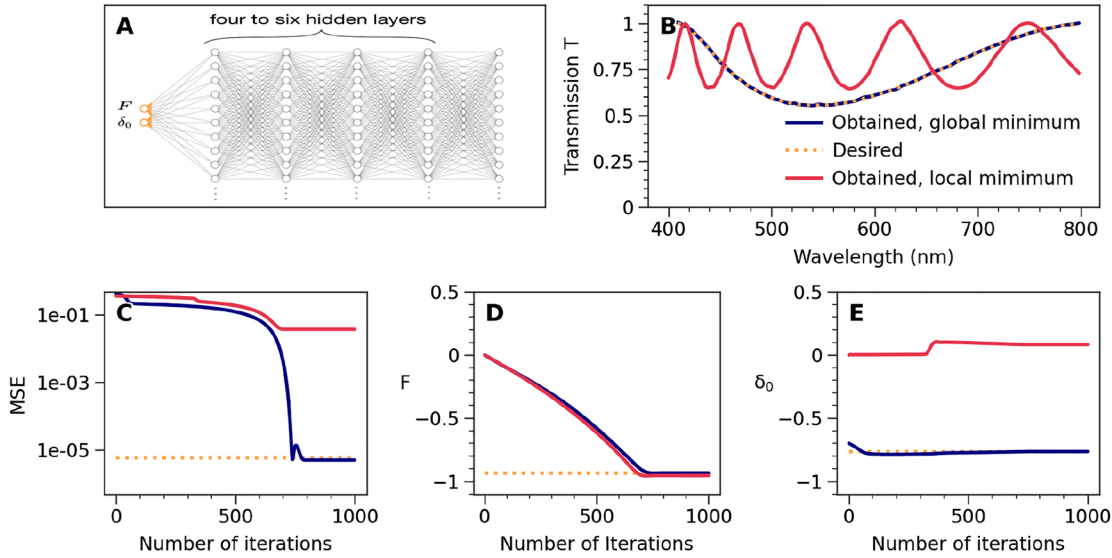 A
four to six hidden layers
F
δ₀
B
Transmission T
1
0.75
0.5
0.25
0
400
500
600
700
800
Wavelength (nm)
Obtained, global minimum
Desired
Obtained, local mimimum
C
MSE
1e-01
1e-03
1e-05
0
500
1000
Number of iterations
D
F
0.5
0
−0.5
−1
0
500
1000
Number of Iterations
E
δ₀
0.5
0
−0.5
−1
0
500
1000
Number of iterations